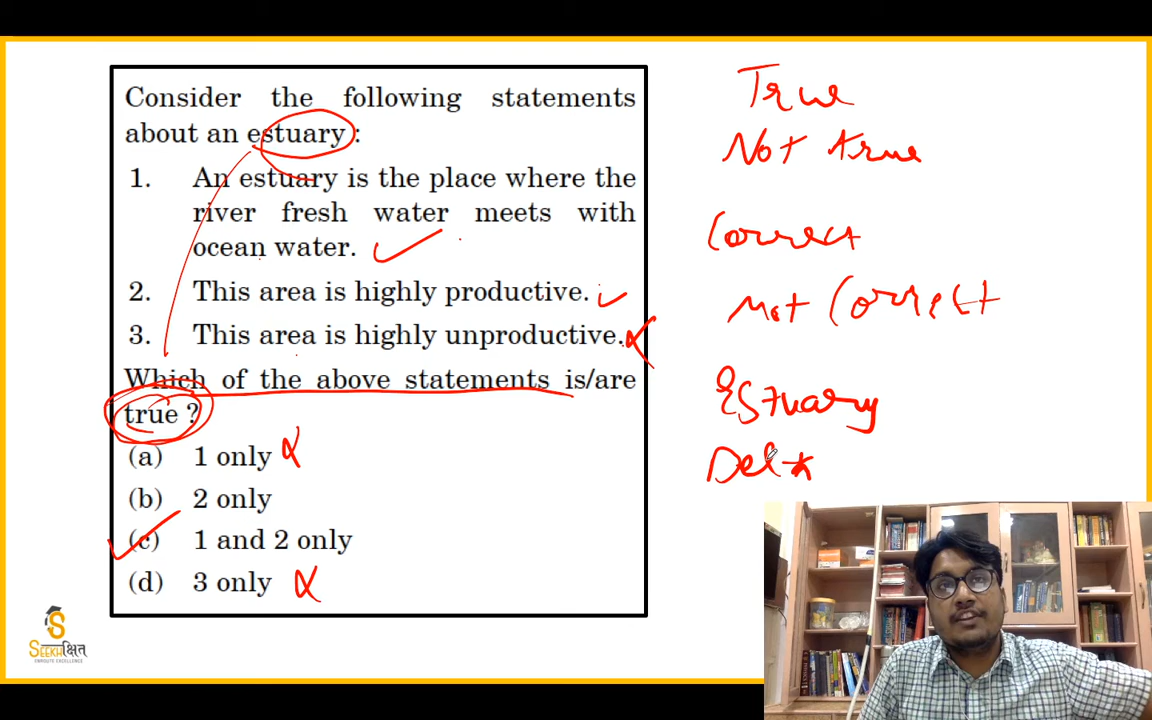 Consider the following statements
about an estuary :
1. An estuary is the place where the
river fresh water meets with
ocean water.
2. This area is highly productive.
3. This area is highly unproductive.
Which of the above statements is/are
true ?
(a) 1 only
(b) 2 only
(c) 1 and 2 only
(d) 3 only
True
Not true
Correct
Not Correct
Estuary
Delta
SEEKHक्षित
ENROUTE EXCELLENCE